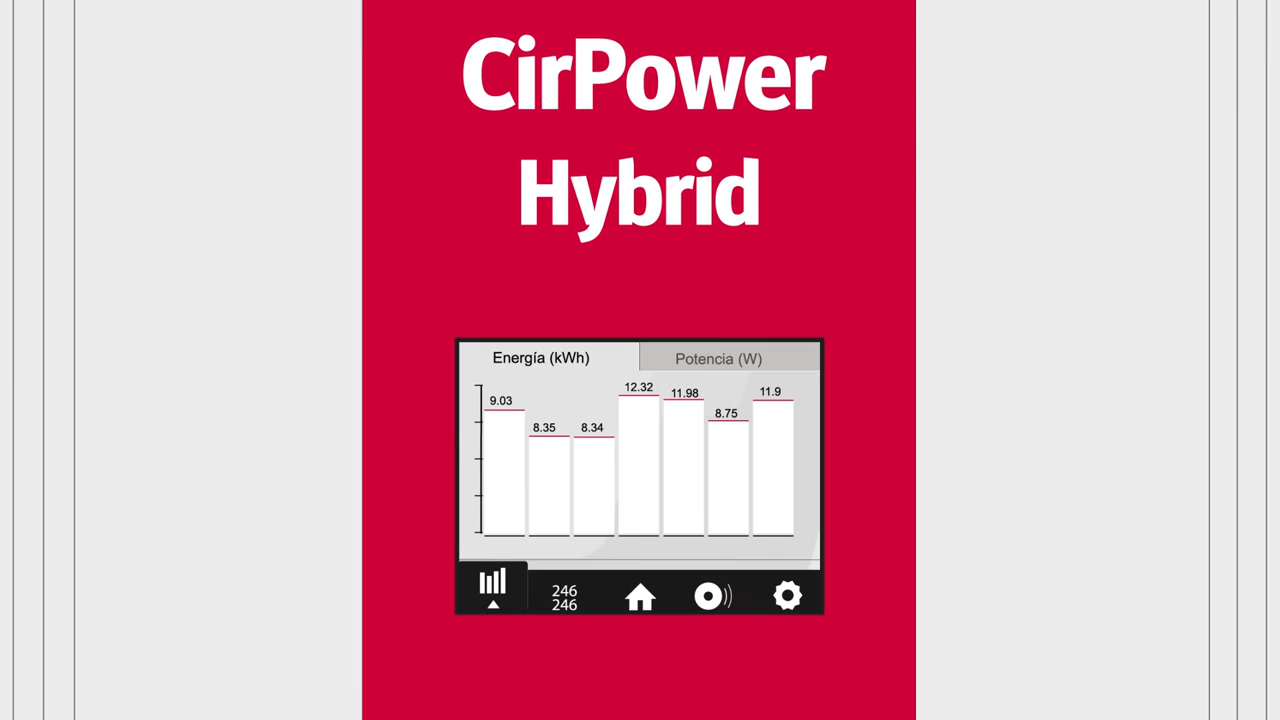 CirPower
Hybrid
Energía (kWh)
Potencia (W)
9.03
8.35
8.34
12.32
11.98
8.75
11.9
246
246